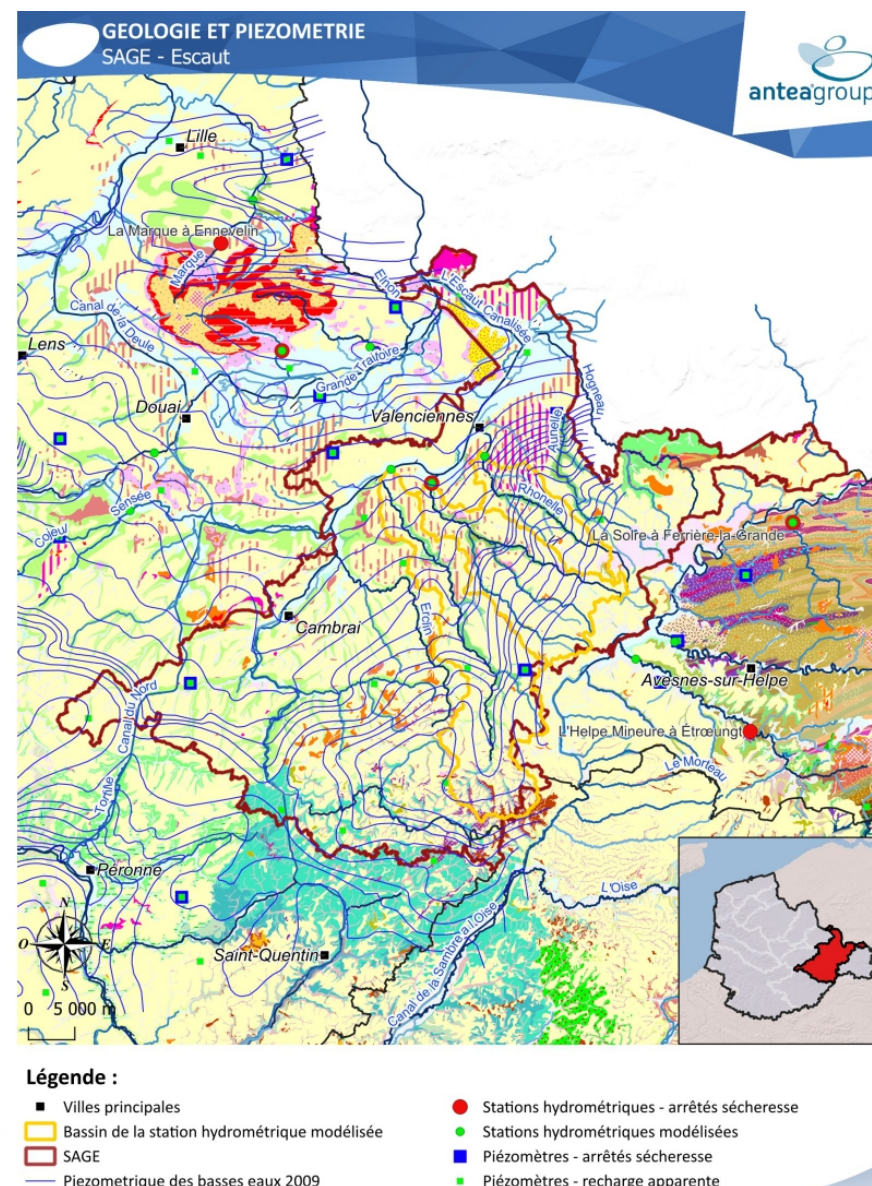 GEOLOGIE ET PIEZOMETRIE
SAGE - Escaut
anteagroup
Lille
La Marque à Ennevelin
Marque
Elnon
L'Escaut Canalisée
Canal de la Deule
Lens
Grande Traitoire
Hogneau
Douai
Valenciennes
Aunelle
Sensée
Rhonelle
Cojeul
La Solre à Ferrière-la-Grande
Erclin
Cambrai
Avesnes-sur-Helpe
Canal du Nord
L'Helpe Mineure à Étrœungt
Le Morteau
Tortille
Péronne
L'Oise
N
O
E
S
Saint-Quentin
Canal de la Sambre à l'Oise
0 5 000 m
Légende :
Villes principales
Bassin de la station hydrométrique modélisée
SAGE
Piezometrique des basses eaux 2009
Stations hydrométriques - arrêtés sécheresse
Stations hydrométriques modélisées
Piézomètres - arrêtés sécheresse
Piézomètres - recharge apparente